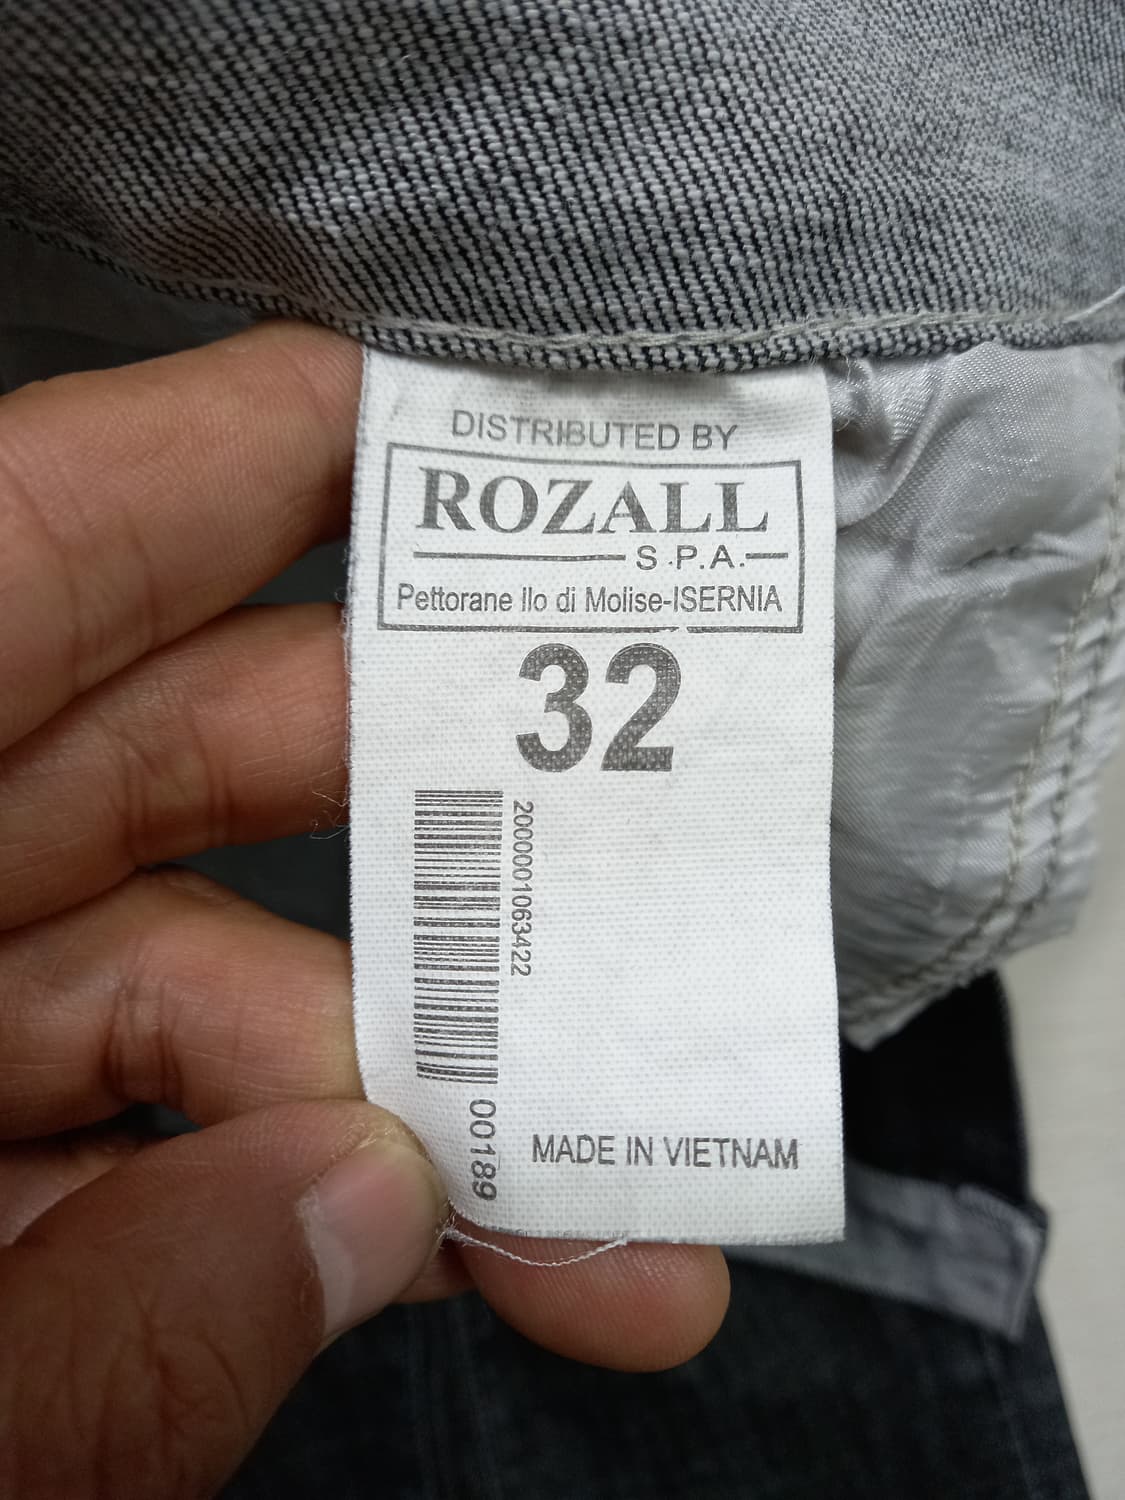 DISTRIBUTED BY
ROZALL
S.P.A.
Pettorane llo di Molise-ISERNIA
32
2000001063422
00189
MADE IN VIETNAM